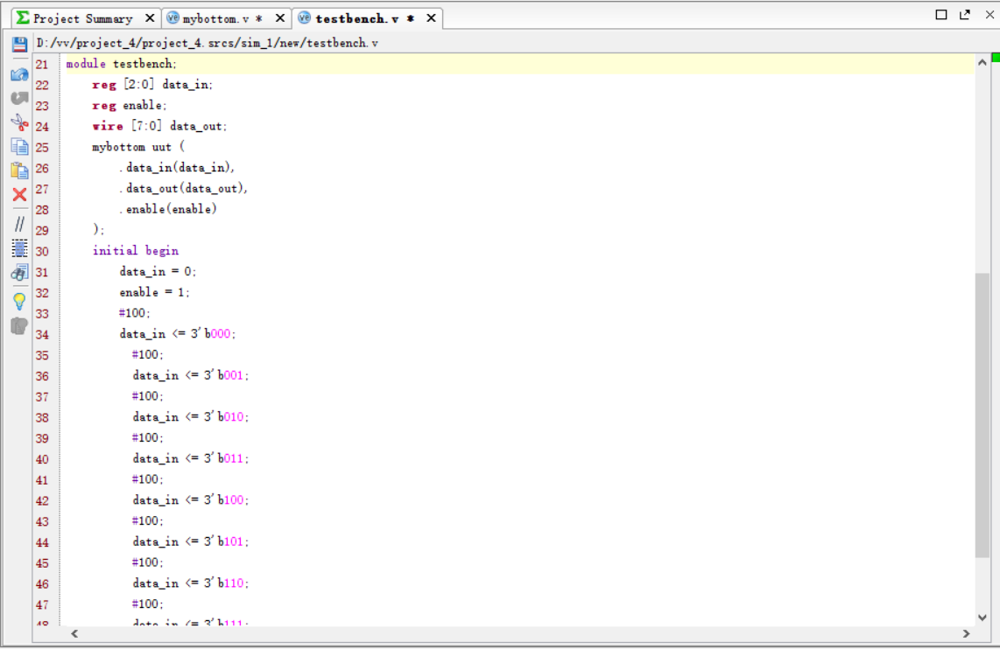 Project Summary × mybottom.v * × testbench.v * ×
D:/vv/project_4/project_4.srcs/sim_1/new/testbench.v
21 module testbench;
22 reg [2:0] data_in;
23 reg enable;
24 wire [7:0] data_out;
25 mybottom uut (
26 .data_in(data_in),
27 .data_out(data_out),
28 .enable(enable)
29 );
30 initial begin
31 data_in = 0;
32 enable = 1;
33 #100;
34 data_in <= 3'b000;
35 #100;
36 data_in <= 3'b001;
37 #100;
38 data_in <= 3'b010;
39 #100;
40 data_in <= 3'b011;
41 #100;
42 data_in <= 3'b100;
43 #100;
44 data_in <= 3'b101;
45 #100;
46 data_in <= 3'b110;
47 #100;
48 data_in <= 3'b111;